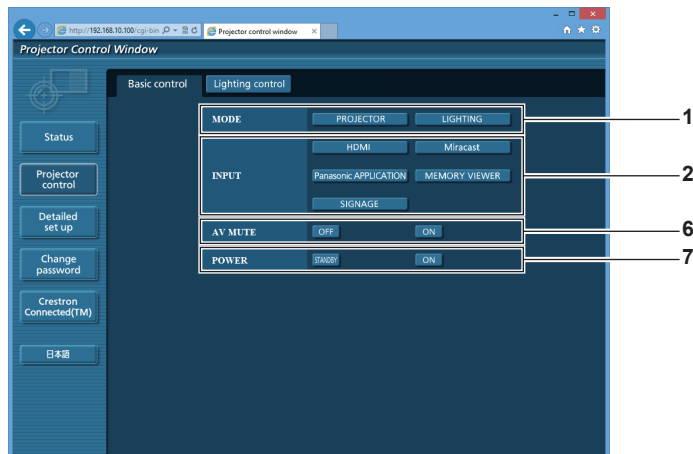 http://192.168.10.100/cgi-bin
Projector control window
Projector Control Window
Basic control
Lighting control
MODE
PROJECTOR
LIGHTING
1
Status
HDMI
Miracast
Projector control
INPUT
Panasonic APPLICATION
MEMORY VIEWER
2
SIGNAGE
Detailed set up
AV MUTE
OFF
ON
6
Change password
POWER
STANDBY
ON
7
Crestron Connected(TM)
日本語